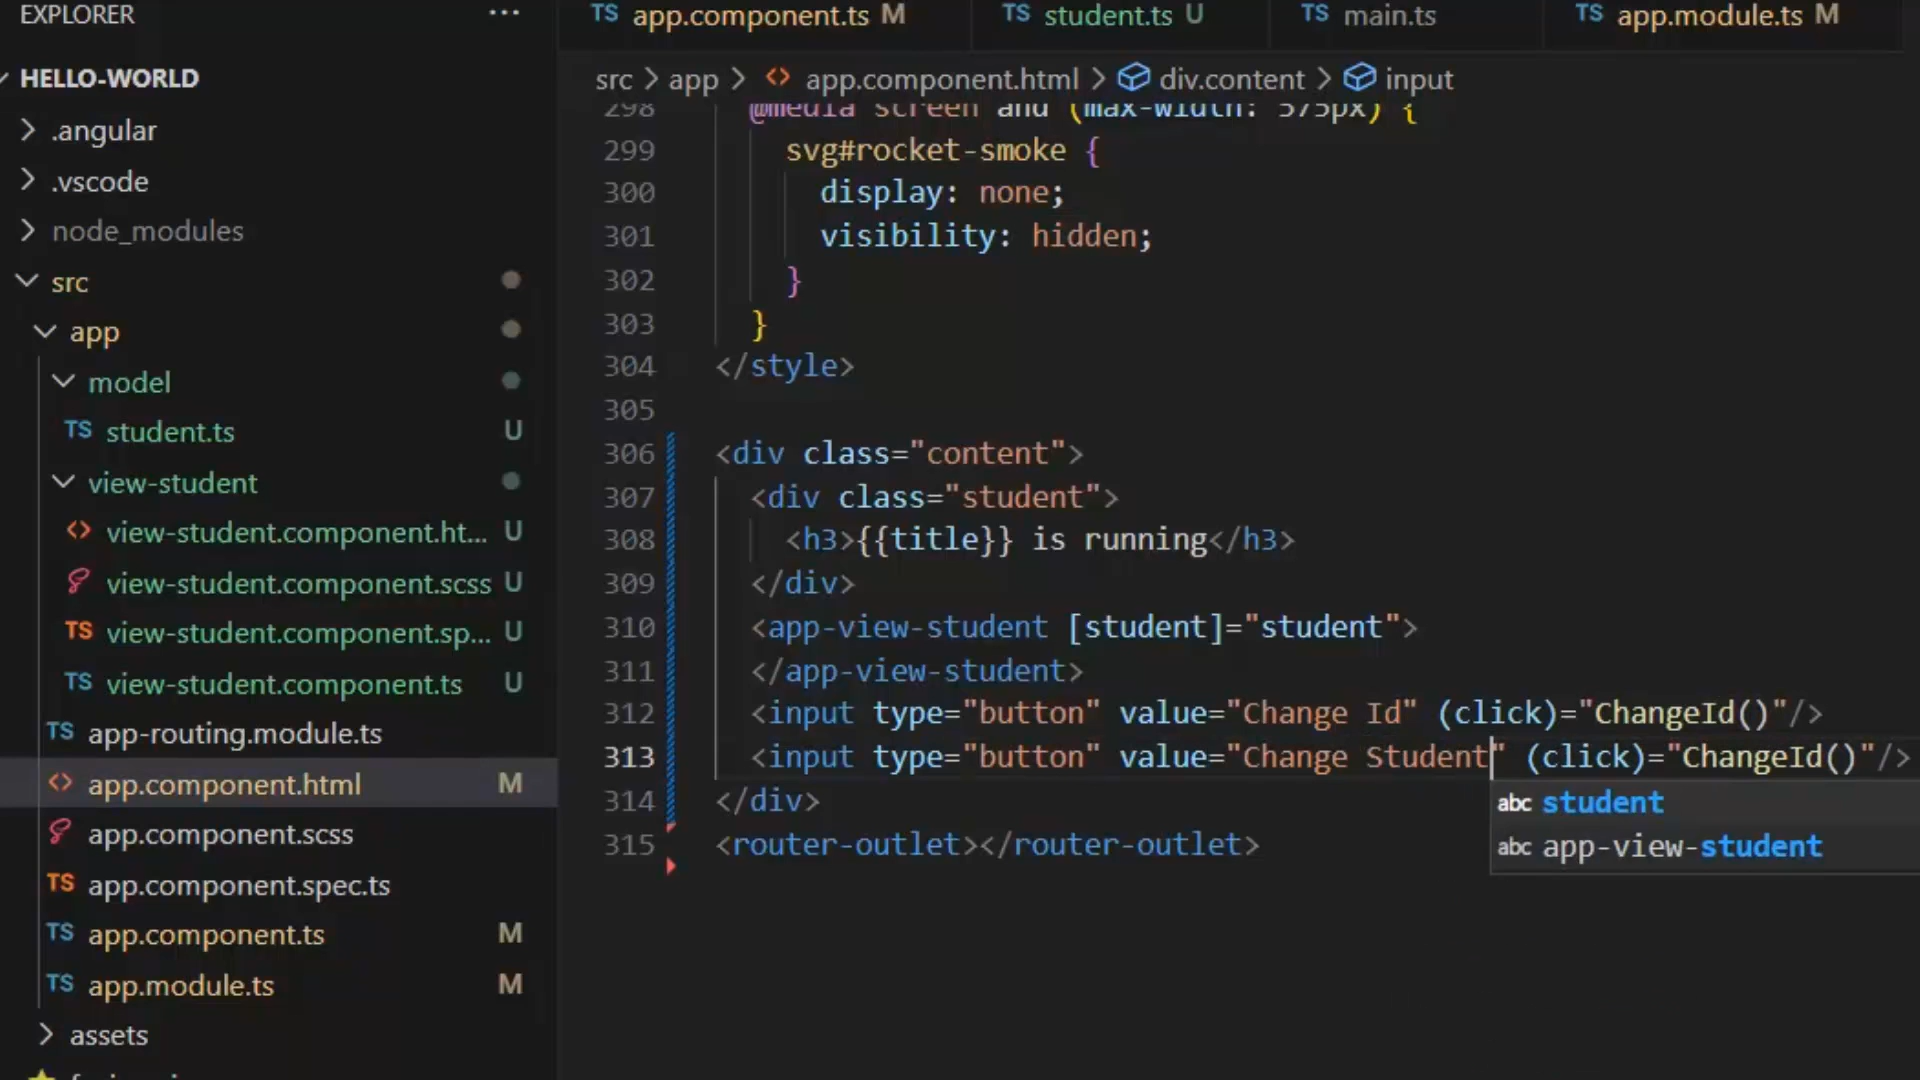 EXPLORER ...
HELLO-WORLD
.angular
.vscode
node_modules
src
app
model
TS student.ts U
view-student
<> view-student.component.ht... U
view-student.component.scss U
TS view-student.component.sp... U
TS view-student.component.ts U
TS app-routing.module.ts
<> app.component.html M
app.component.scss
TS app.component.spec.ts
TS app.component.ts M
TS app.module.ts M
assets
TS app.component.ts M TS student.ts U TS main.ts TS app.module.ts M
src > app > <> app.component.html > div.content > input
298 @media screen and (max-width: 575px) {
299 svg#rocket-smoke {
300 display: none;
301 visibility: hidden;
302 }
303 }
304 </style>
305
306 <div class="content">
307 <div class="student">
308 <h3>{{title}} is running</h3>
309 </div>
310 <app-view-student [student]="student">
311 </app-view-student>
312 <input type="button" value="Change Id" (click)="ChangeId()"/>
313 <input type="button" value="Change Student" (click)="ChangeId()"/>
314 </div>
315 <router-outlet></router-outlet>
abc student
abc app-view-student